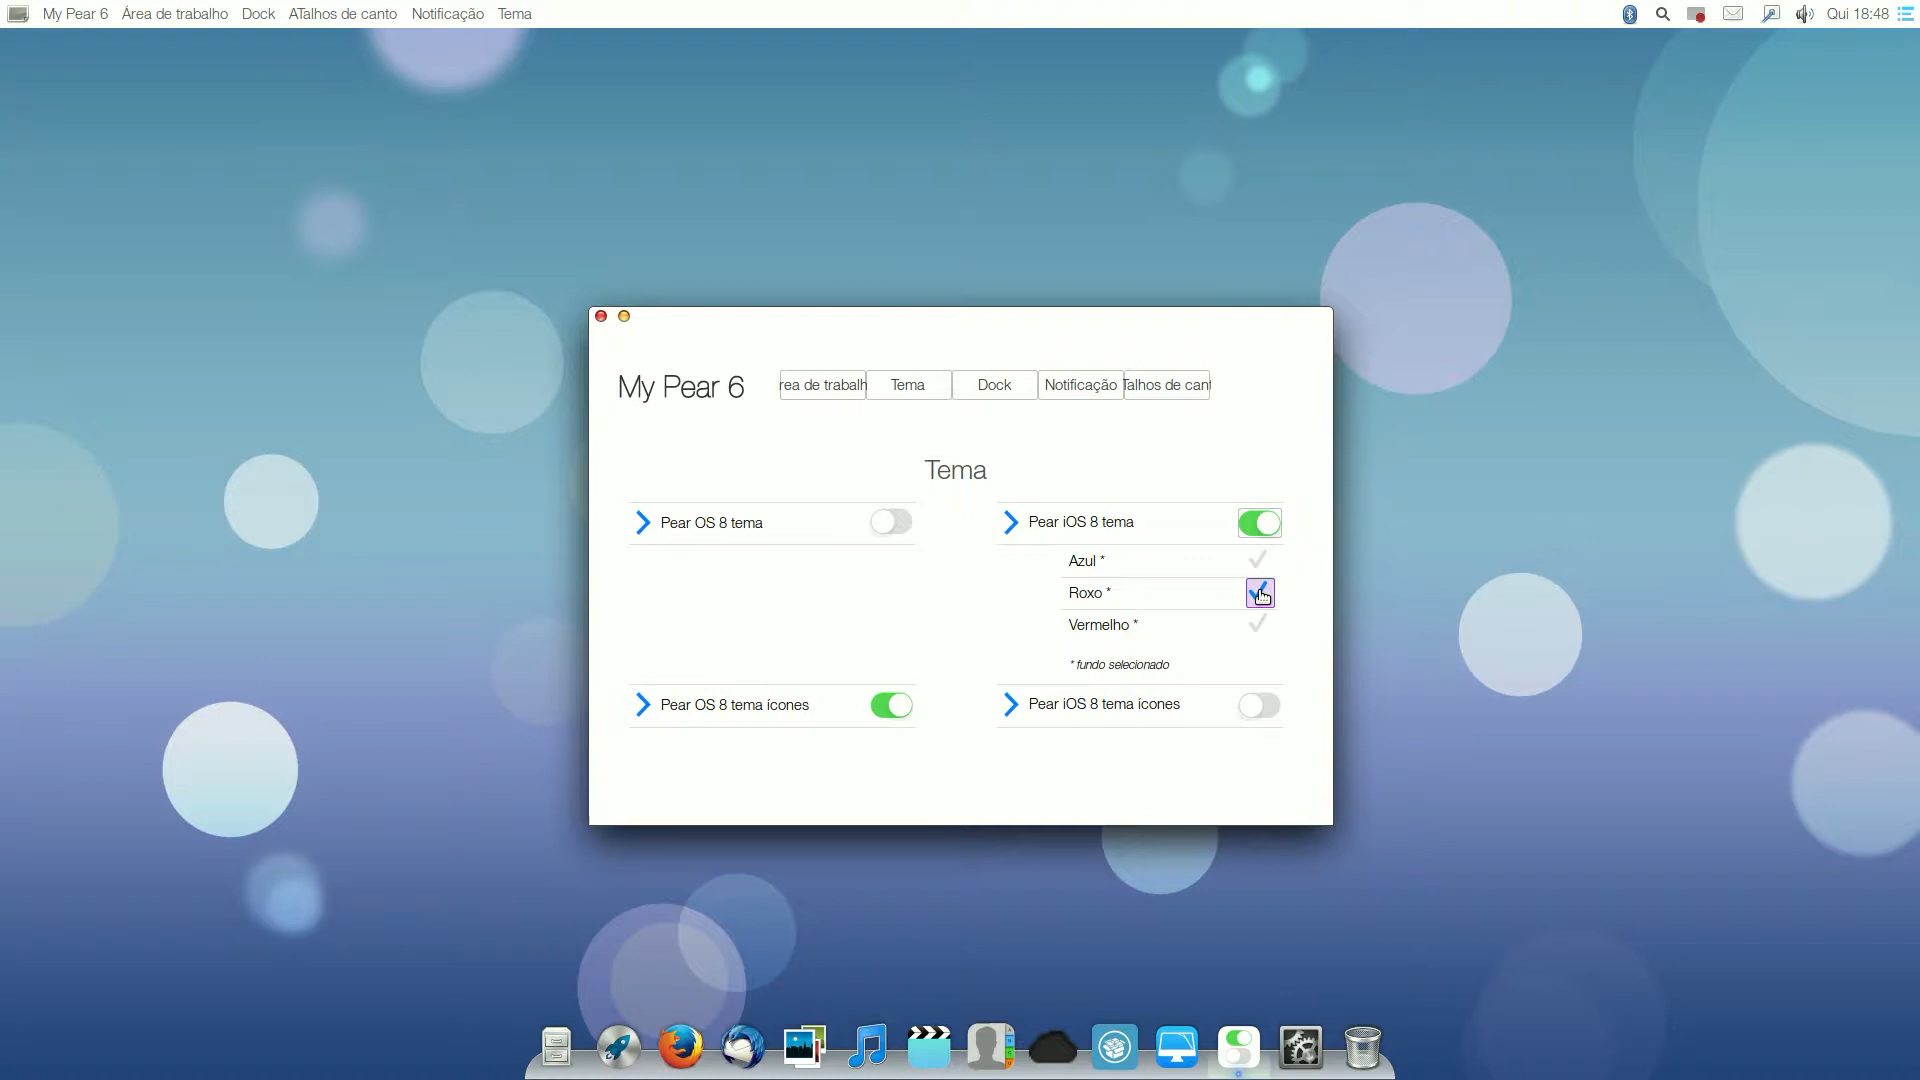 My Pear 6 Área de trabalho Dock ATalhos de canto Notificação Tema Qui 18:48
My Pear 6 rea de trabalh Tema Dock Notificação Talhos de cant
Tema
Pear OS 8 tema
Pear iOS 8 tema
Azul *
Roxo *
Vermelho *
* fundo selecionado
Pear OS 8 tema ícones
Pear iOS 8 tema ícones